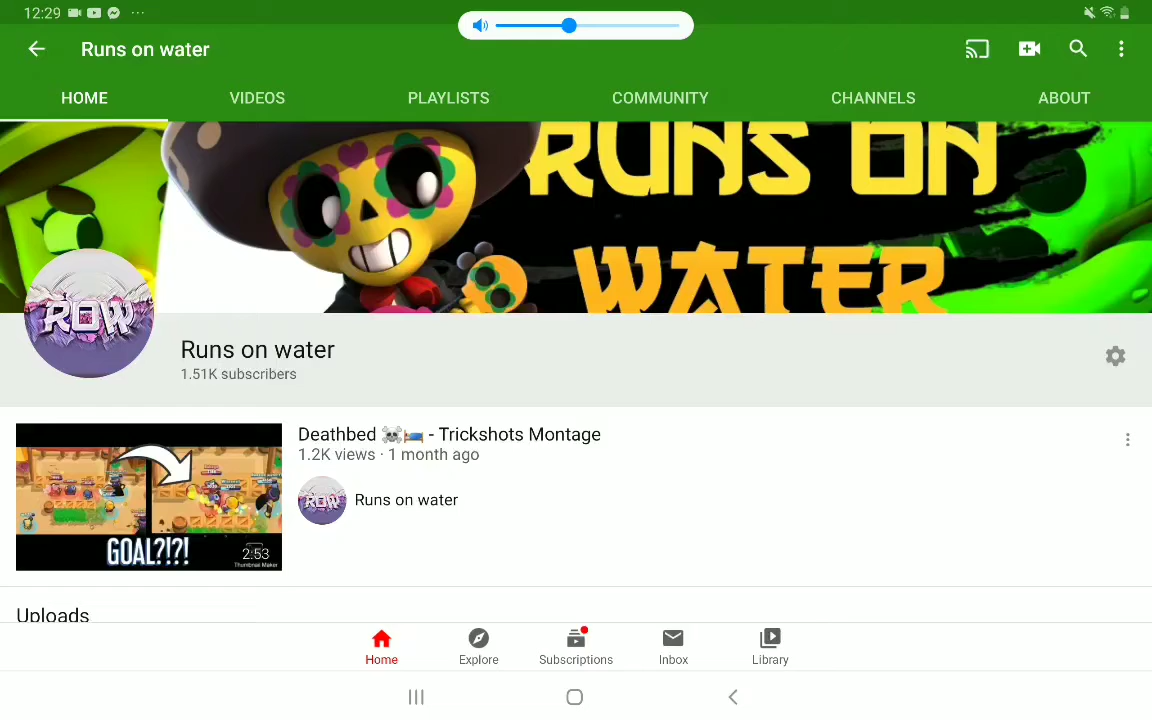 12:29
Runs on water
HOME VIDEOS PLAYLISTS COMMUNITY CHANNELS ABOUT
RUNS ON
WATER
ROW
Runs on water
1.51K subscribers
Deathbed ☠️🛌 - Trickshots Montage
1.2K views · 1 month ago
ROW
Runs on water
GOAL?!?!
2:53
Thumbnail Maker
Uploads
Home Explore Subscriptions Inbox Library